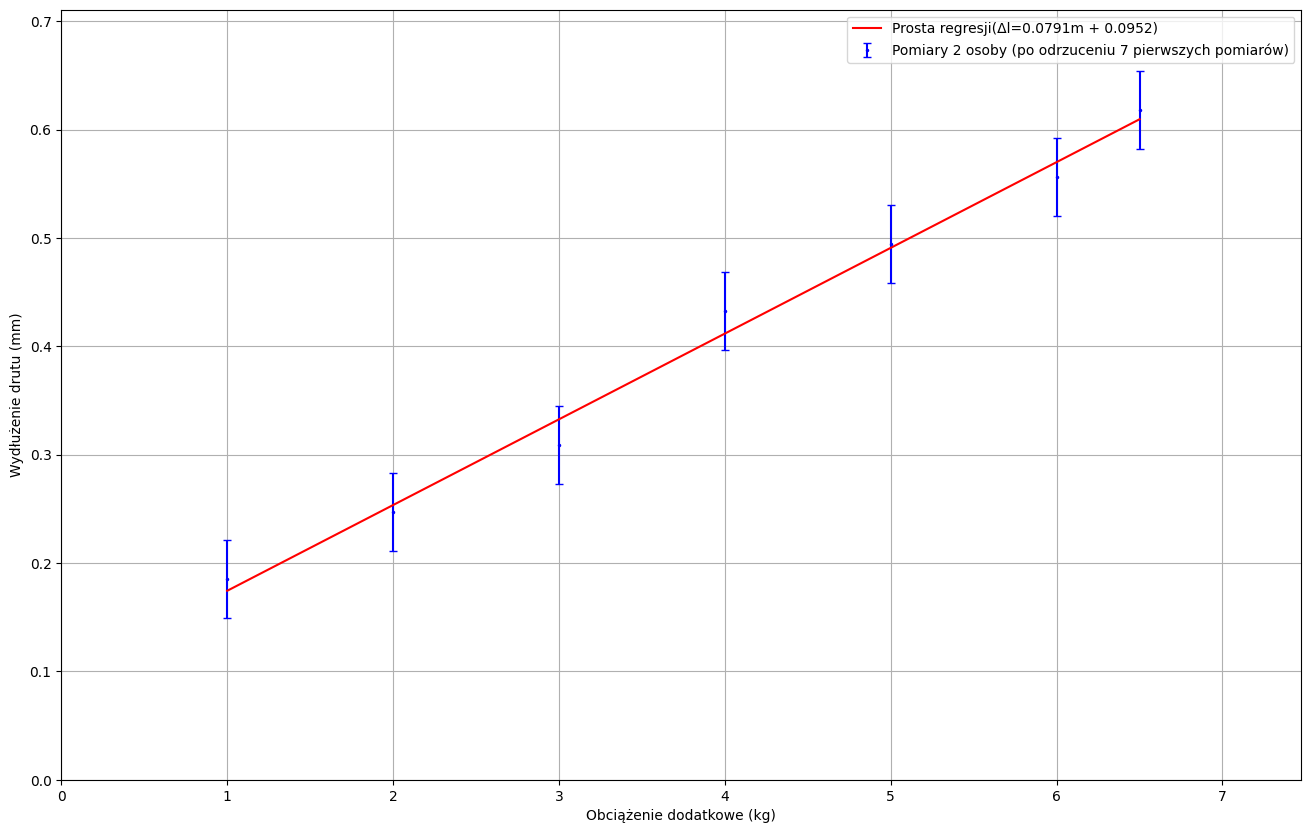 Prosta regresji(Δl=0.0791m + 0.0952)
Pomiary 2 osoby (po odrzuceniu 7 pierwszych pomiarów)
0.7
0.6
0.5
0.4
0.3
0.2
0.1
0.0
Wydłużenie drutu (mm)
0 1 2 3 4 5 6 7
Obciążenie dodatkowe (kg)